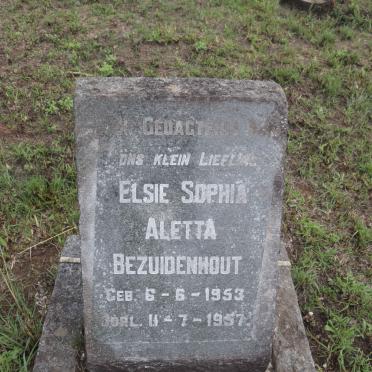 GEDAGTENIS
ONS KLEIN LIEFLING
ELSIE SOPHIA
ALETTA
BEZUIDENHOUT
GEB. 6-6-1953
OORL. 11-7-1957.